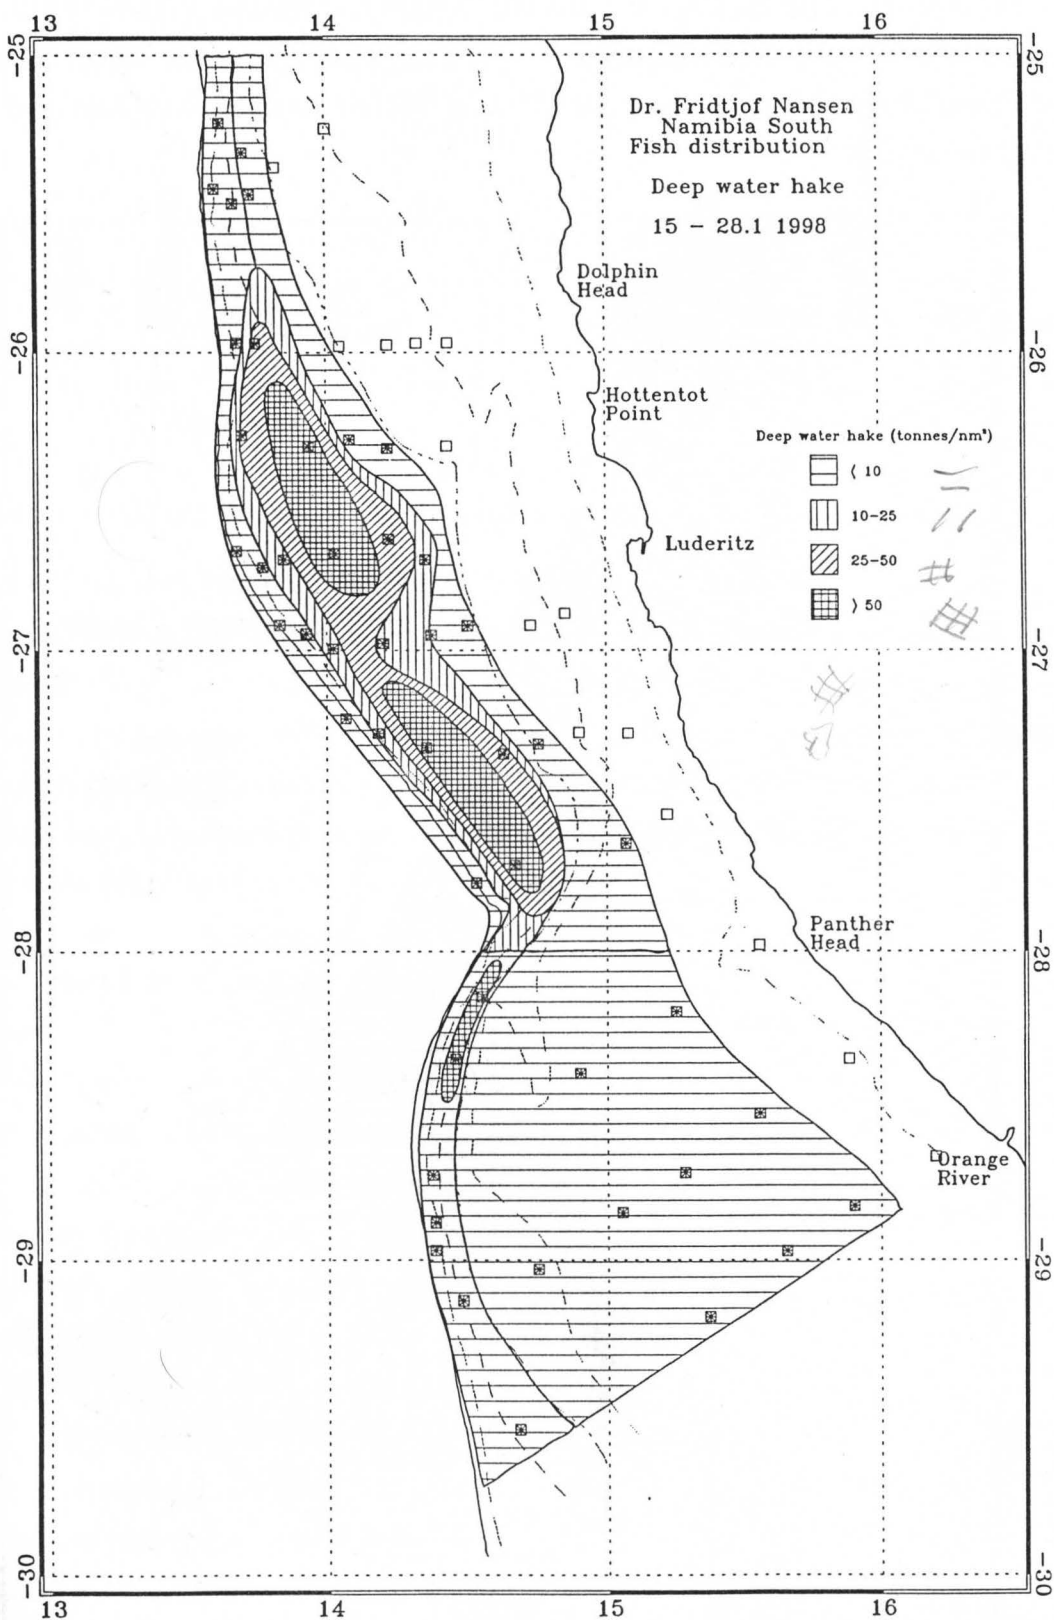 13
14
15
16
-25
-25
Dr. Fridtjof Nansen
Namibia South
Fish distribution
Deep water hake
15 - 28.1 1998
Dolphin
Head
-26
-26
Hottentot
Point
Deep water hake (tonnes/nm²)
< 10
10-25
25-50
> 50
Luderitz
-27
-27
Panther
Head
-28
-28
Orange
River
-29
-29
-30
-30
13
14
15
16